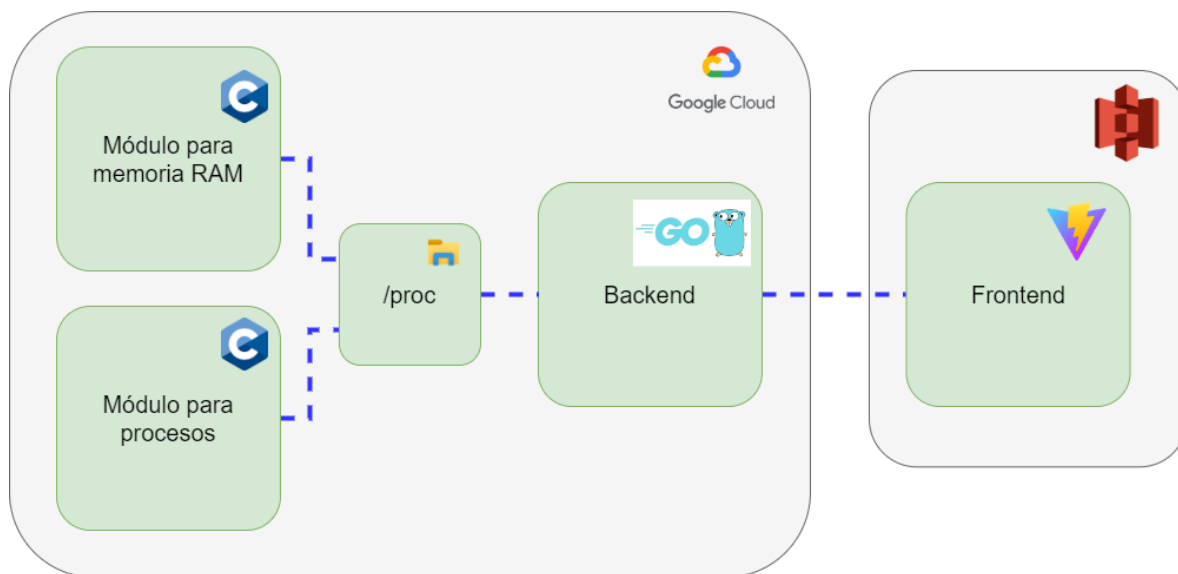 C
Módulo para
memoria RAM
Google Cloud
/proc
GO
Backend
Frontend
C
Módulo para
procesos